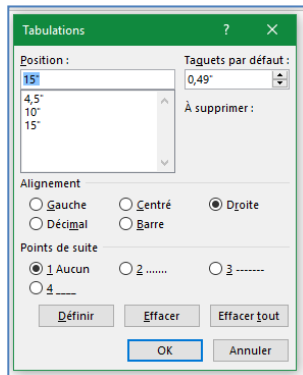 Tabulations ? ×
Position : Taquets par défaut :
15" 0,49"
4,5"
10"
15"
À supprimer :
Alignement
Gauche Centré Droite
Décimal Barre
Points de suite
1 Aucun 2 ....... 3 -------
4 ____
Définir Effacer Effacer tout
OK Annuler